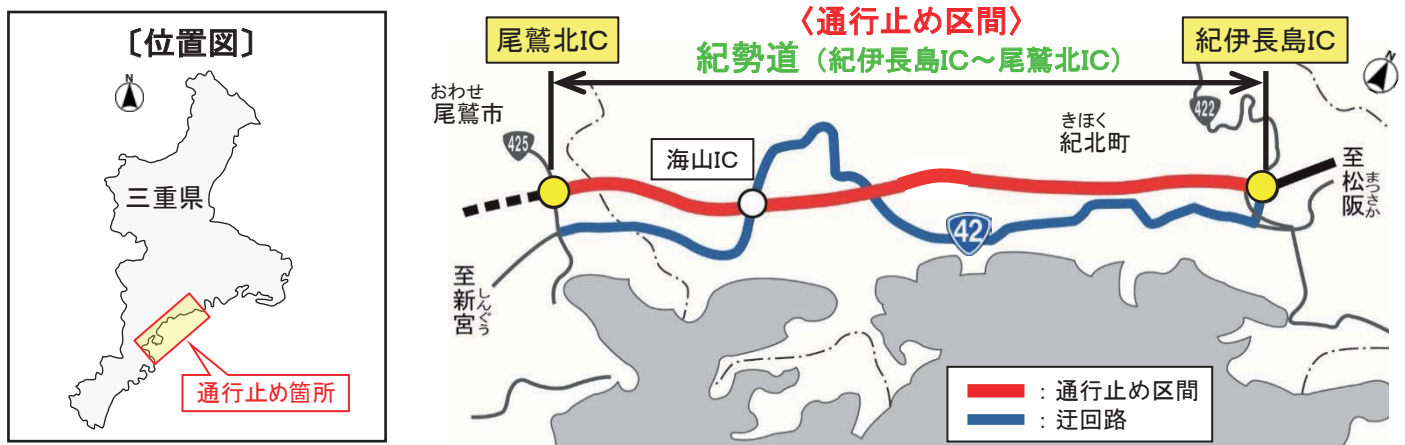 〔位置図〕
N
三重県
通行止め箇所
〈通行止め区間〉
紀勢道（紀伊長島IC～尾鷲北IC）
尾鷲北IC
紀伊長島IC
N
おわせ
尾鷲市
425
海山IC
きほく
紀北町
422
至松阪
まつさか
42
至新宮
しんぐう
：通行止め区間
：迂回路